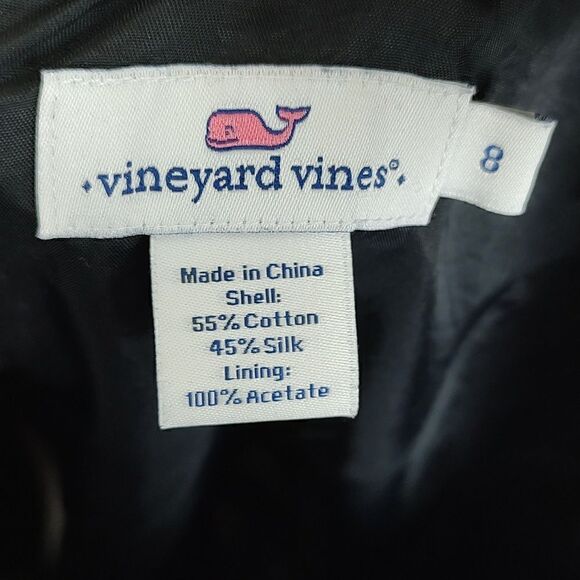 vineyard vines®
8
Made in China
Shell:
55% Cotton
45% Silk
Lining:
100% Acetate